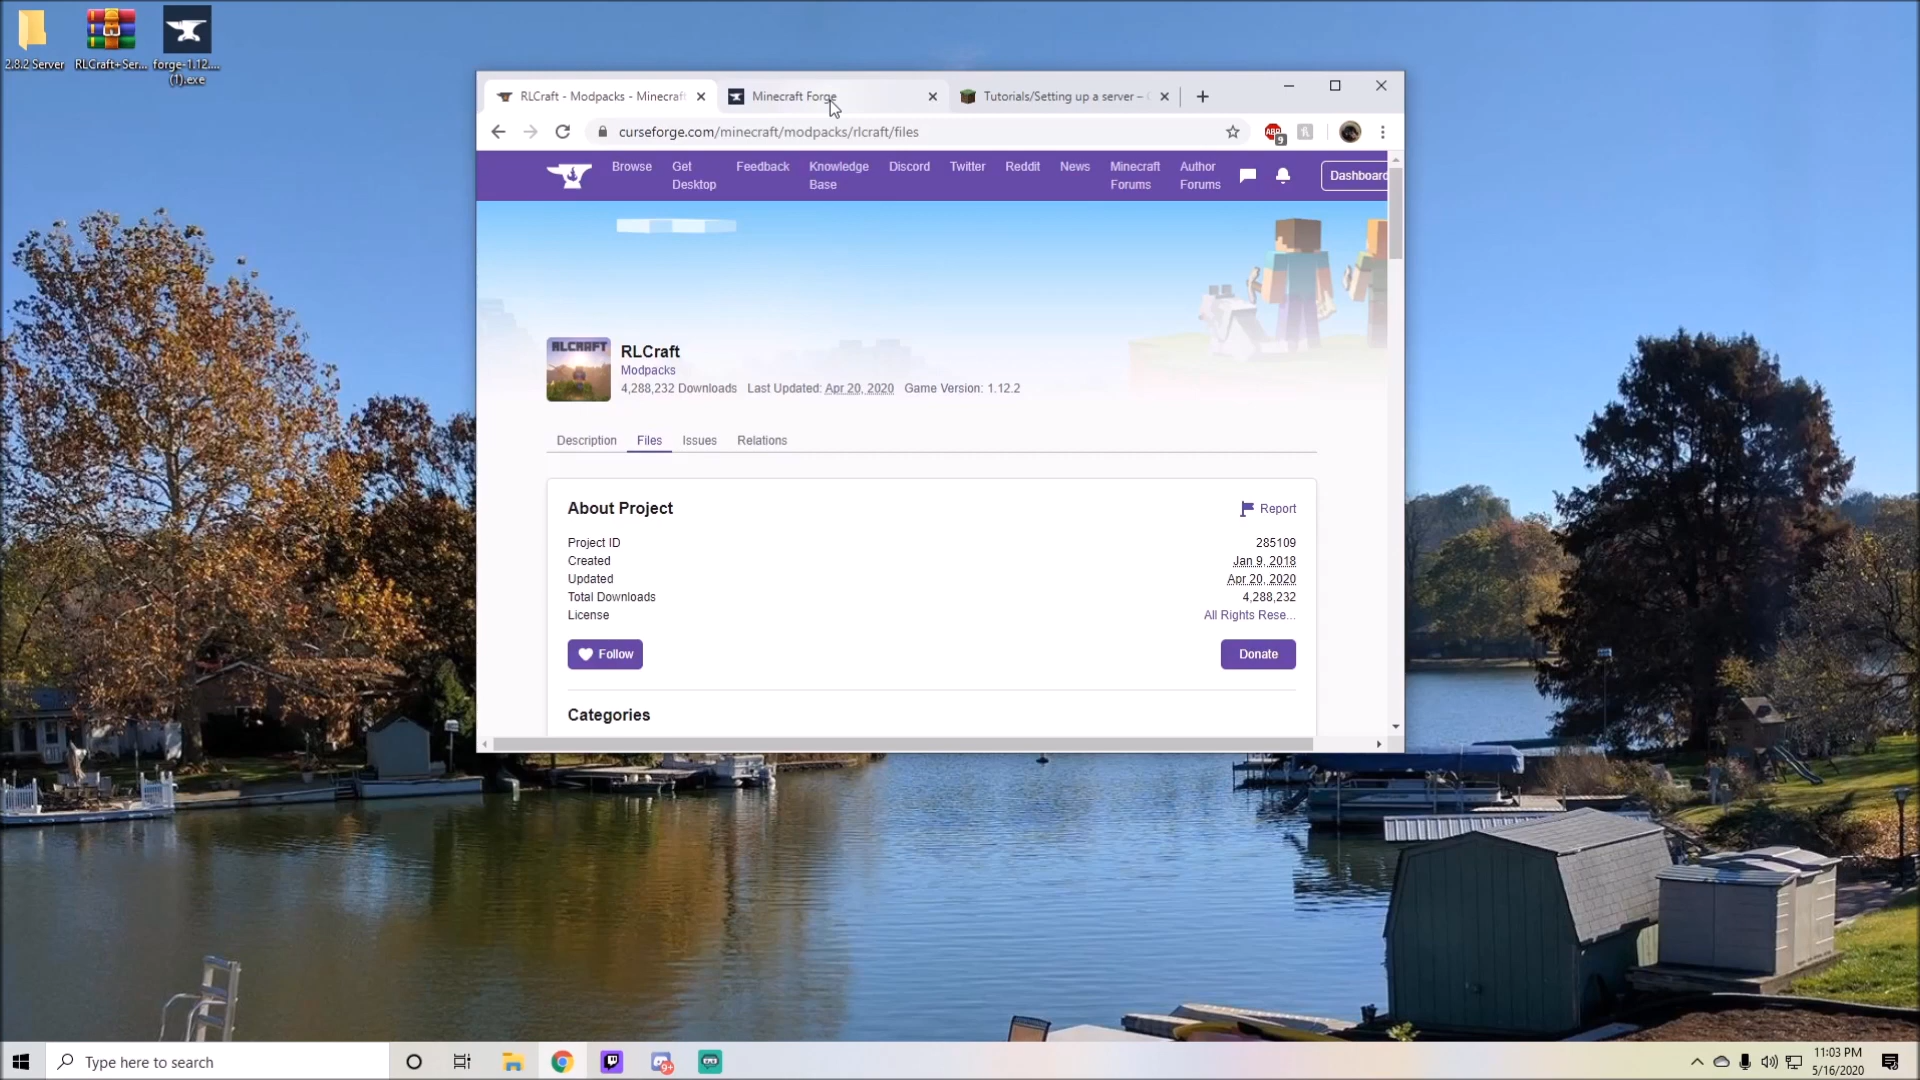 2.8.2 Server
RLCraft+Ser...
forge-1.12....
(1).exe
RLCraft - Modpacks - Minecraft
Minecraft Forge
Tutorials/Setting up a server –
curseforge.com/minecraft/modpacks/rlcraft/files
ABP
9
Browse
Get
Desktop
Feedback
Knowledge
Base
Discord
Twitter
Reddit
News
Minecraft
Forums
Author
Forums
Dashboard
RLCRAFT
RLCraft
Modpacks
4,288,232 Downloads Last Updated: Apr 20, 2020 Game Version: 1.12.2
Description Files Issues Relations
About Project
Report
Project ID 285109
Created Jan 9, 2018
Updated Apr 20, 2020
Total Downloads 4,288,232
License All Rights Rese...
Follow
Donate
Categories
Type here to search
9+
11:03 PM
5/16/2020